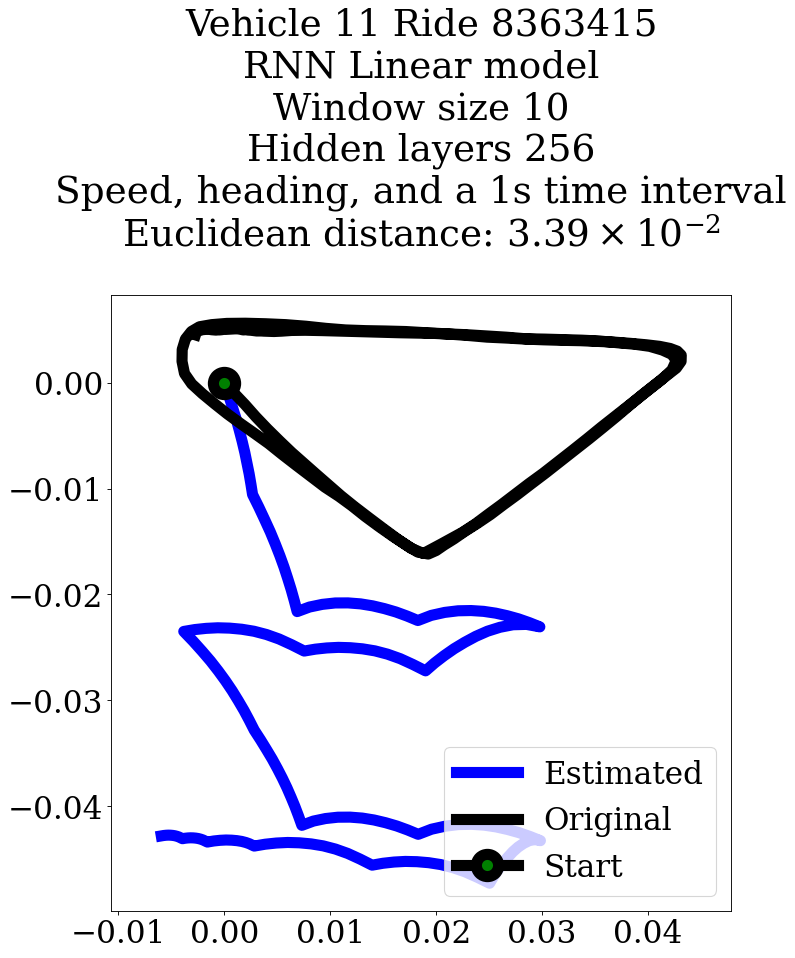 Vehicle 11 Ride 8363415
RNN Linear model
Window size 10
Hidden layers 256
Speed, heading, and a 1s time interval
Euclidean distance: 3.39 × 10⁻²
0.00
−0.01
−0.02
−0.03
−0.04
Estimated
Original
Start
−0.01 0.00 0.01 0.02 0.03 0.04